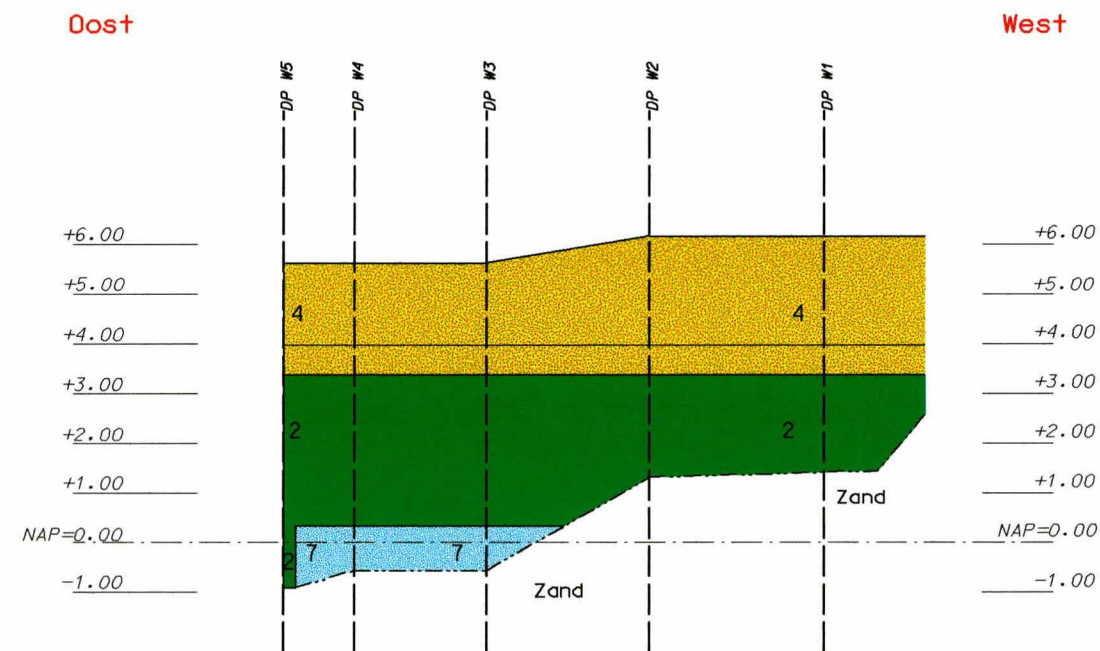 Oost West
DP W5 DP W4 DP W3 DP W2 DP W1
+6.00 +6.00
+5.00 +5.00
4 4
+4.00 +4.00
+3.00 +3.00
2 2
+2.00 +2.00
+1.00 +1.00
Zand
NAP=0.00 NAP=0.00
2 7 7
-1.00 -1.00
Zand